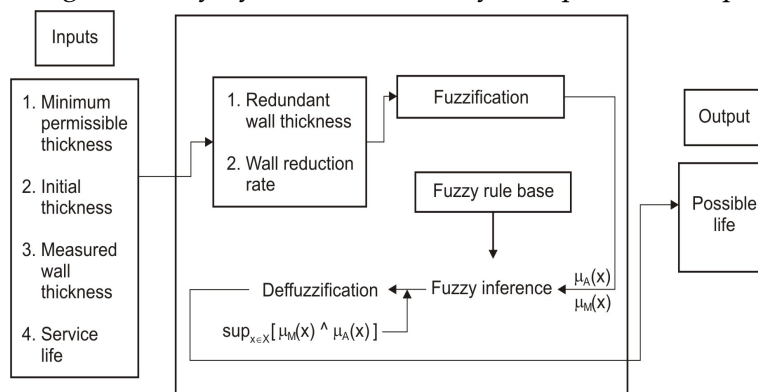 Inputs
1. Minimum
permissible
thickness
2. Initial
thickness
3. Measured
wall
thickness
4. Service
life
1. Redundant
wall thickness
2. Wall reduction
rate
Fuzzification
Fuzzy rule base
μA(x)
μM(x)
Fuzzy inference
Deffuzzification
supx∈X[ μM(x) ^ μA(x) ]
Output
Possible
life